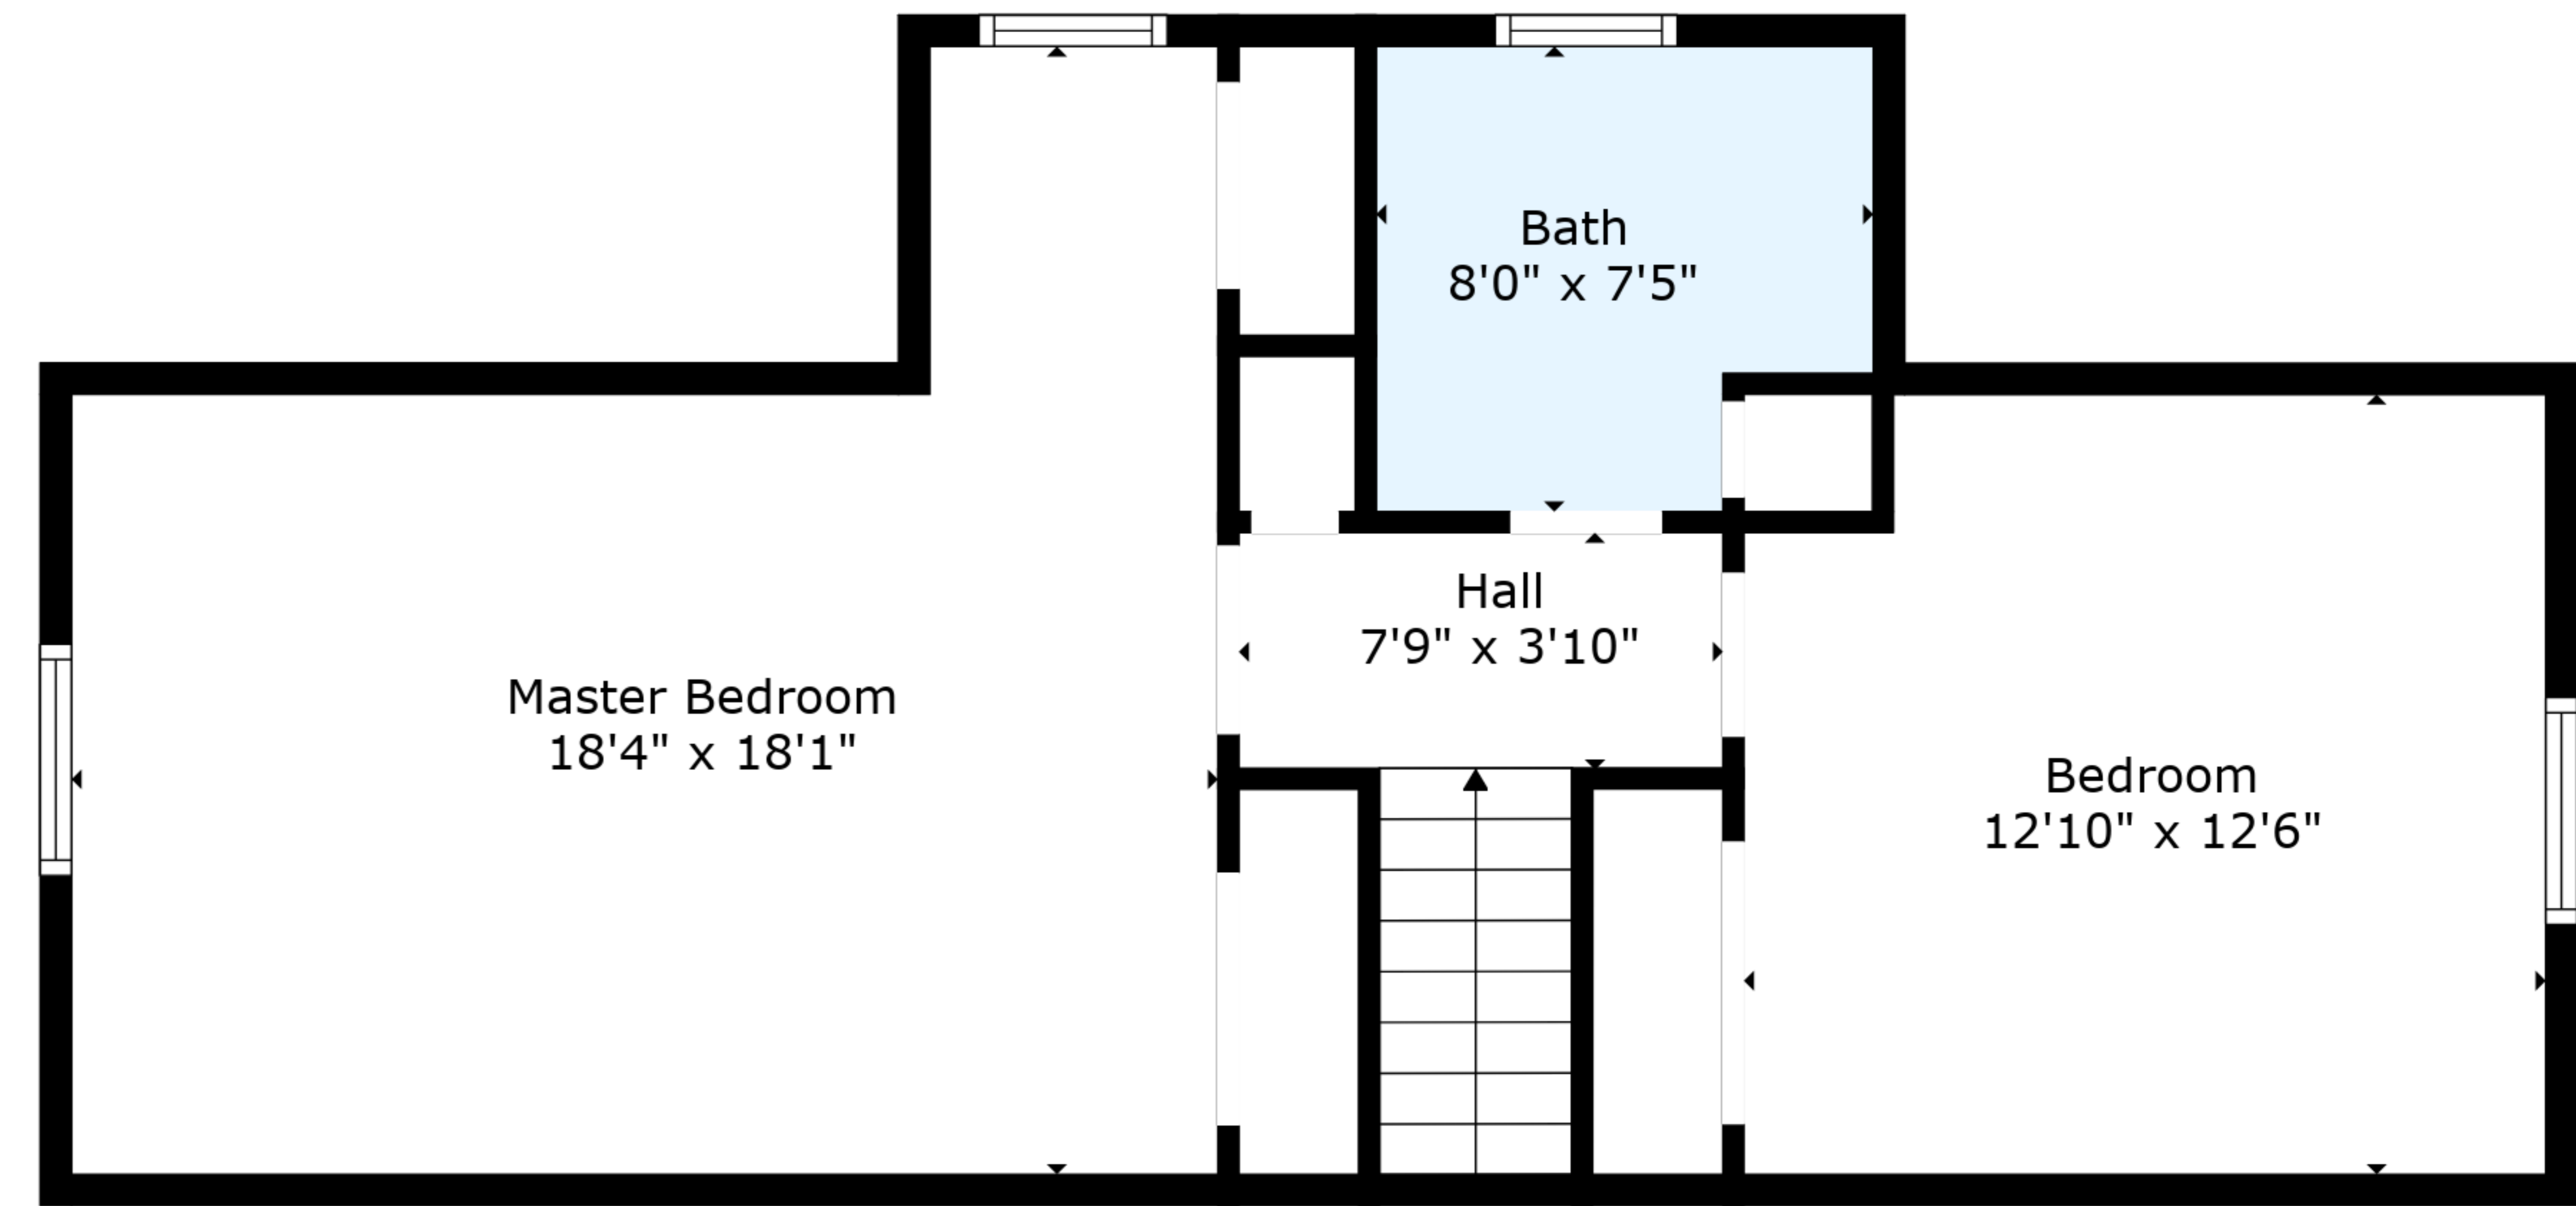 Bath
8'0" x 7'5"
Hall
7'9" x 3'10"
Master Bedroom
18'4" x 18'1"
Bedroom
12'10" x 12'6"